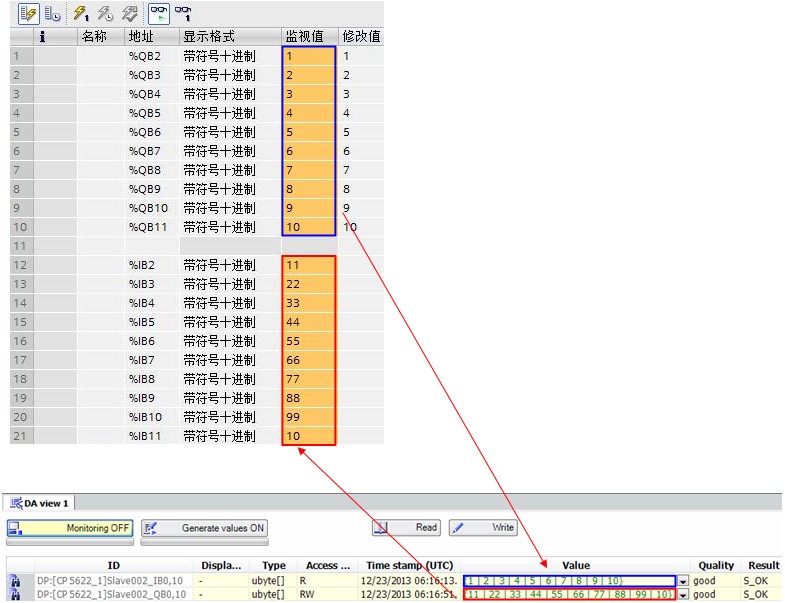 i 名称 地址 显示格式 监视值 修改值
1 %QB2 带符号十进制 1 1
2 %QB3 带符号十进制 2 2
3 %QB4 带符号十进制 3 3
4 %QB5 带符号十进制 4 4
5 %QB6 带符号十进制 5 5
6 %QB7 带符号十进制 6 6
7 %QB8 带符号十进制 7 7
8 %QB9 带符号十进制 8 8
9 %QB10 带符号十进制 9 9
10 %QB11 带符号十进制 10 10
11
12 %IB2 带符号十进制 11
13 %IB3 带符号十进制 22
14 %IB4 带符号十进制 33
15 %IB5 带符号十进制 44
16 %IB6 带符号十进制 55
17 %IB7 带符号十进制 66
18 %IB8 带符号十进制 77
19 %IB9 带符号十进制 88
20 %IB10 带符号十进制 99
21 %IB11 带符号十进制 10
DA view 1
Monitoring OFF Generate values ON Read Write
ID Displa... Type Access ... Time stamp (UTC) Value Quality Result
DP:[CP 5622_1]Slave002_IB0,10 - ubyte[] R 12/23/2013 06:16:13. {1 | 2 | 3 | 4 | 5 | 6 | 7 | 8 | 9 | 10} good S_OK
DP:[CP 5622_1]Slave002_QB0,10 - ubyte[] RW 12/23/2013 06:16:51. {11 | 22 | 33 | 44 | 55 | 66 | 77 | 88 | 99 | 10} good S_OK